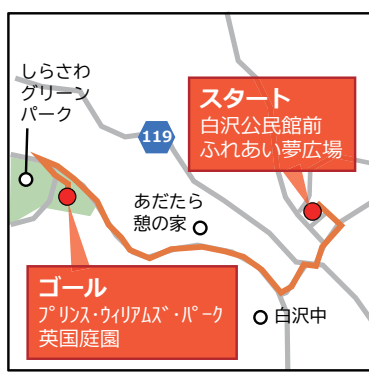 しらさわ
グリーン
パーク
119
スタート
白沢公民館前
ふれあい夢広場
あだたら
憩の家
ゴール
プリンス・ウィリアムズ・パーク
英国庭園
白沢中